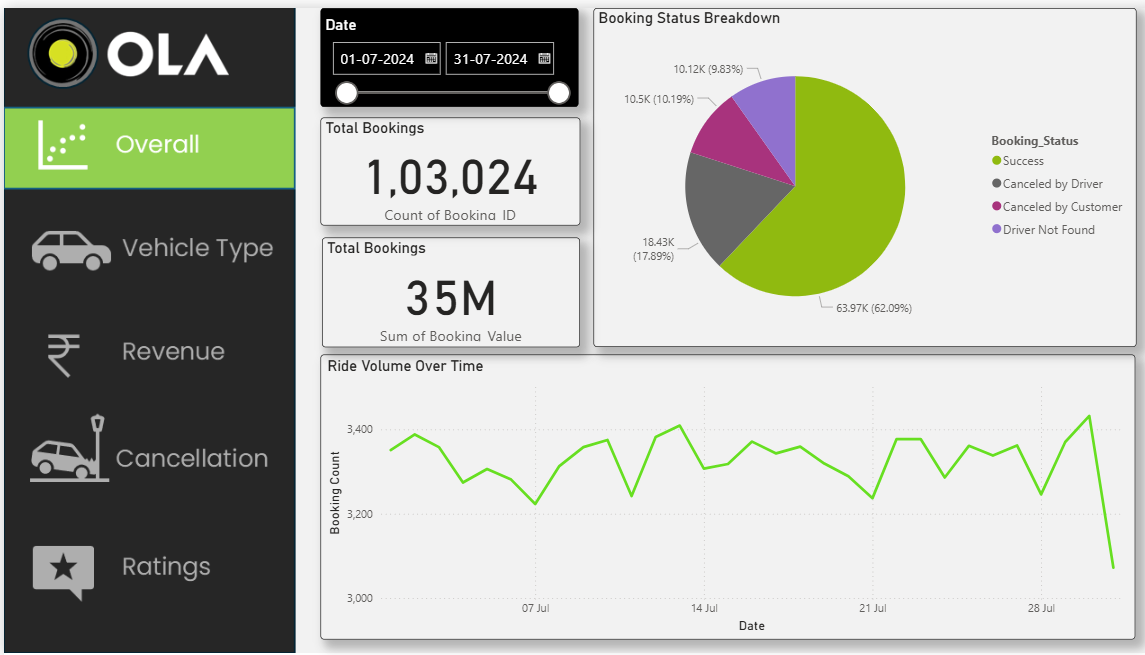 OLA
Overall
Vehicle Type
Revenue
Cancellation
Ratings
Date
01-07-2024
31-07-2024
Total Bookings
1,03,024
Count of Booking_ID
Total Bookings
35M
Sum of Booking_Value
Booking Status Breakdown
10.12K (9.83%)
10.5K (10.19%)
18.43K
(17.89%)
63.97K (62.09%)
Booking_Status
Success
Canceled by Driver
Canceled by Customer
Driver Not Found
Ride Volume Over Time
Booking Count
3,400
3,200
3,000
07 Jul
14 Jul
21 Jul
28 Jul
Date